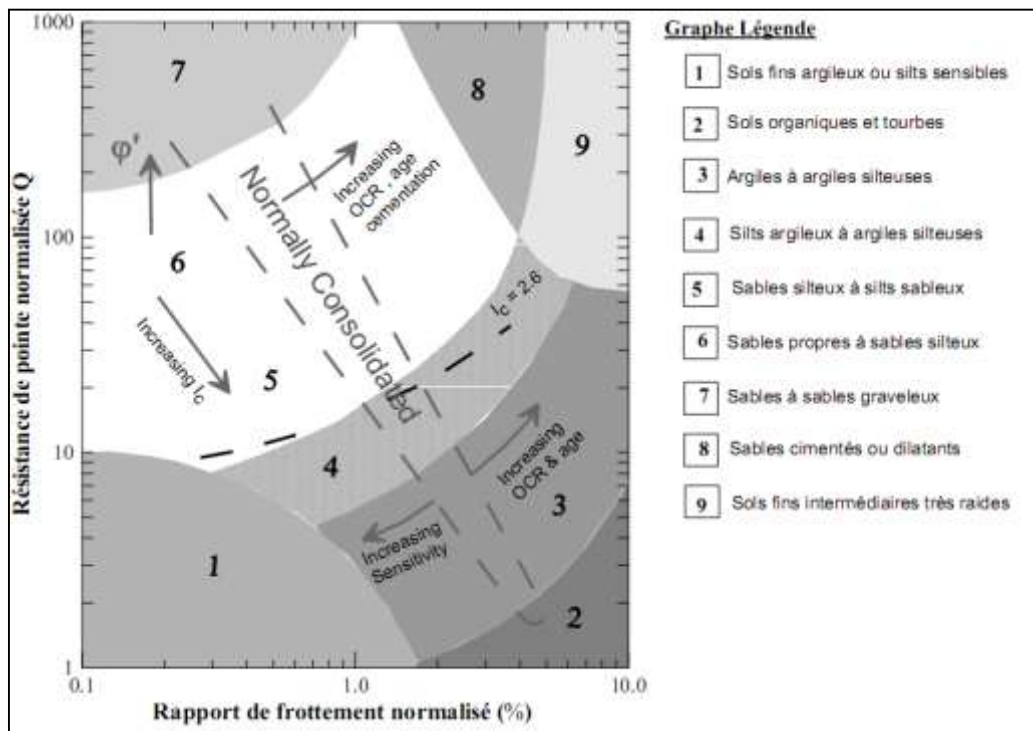 Graphe Légende
1 Sols fins argileux ou silts sensibles
2 Sols organiques et tourbes
3 Argiles à argiles silteuses
4 Silts argileux à argiles silteuses
5 Sables silteux à silts sableux
6 Sables propres à sables silteux
7 Sables à sables graveleux
8 Sables cimentés ou dilatants
9 Sols fins intermédiaires très raides
Résistance de pointe normalisée Q
1000
100
10
1
7
8
9
φ'
Normally Consolidated
Increasing
OCR , age
cementation
6
Increasing Ic
5
Ic = 2.6
4
Increasing
OCR & age
3
Increasing
Sensitivity
1
2
0.1
1.0
10.0
Rapport de frottement normalisé (%)